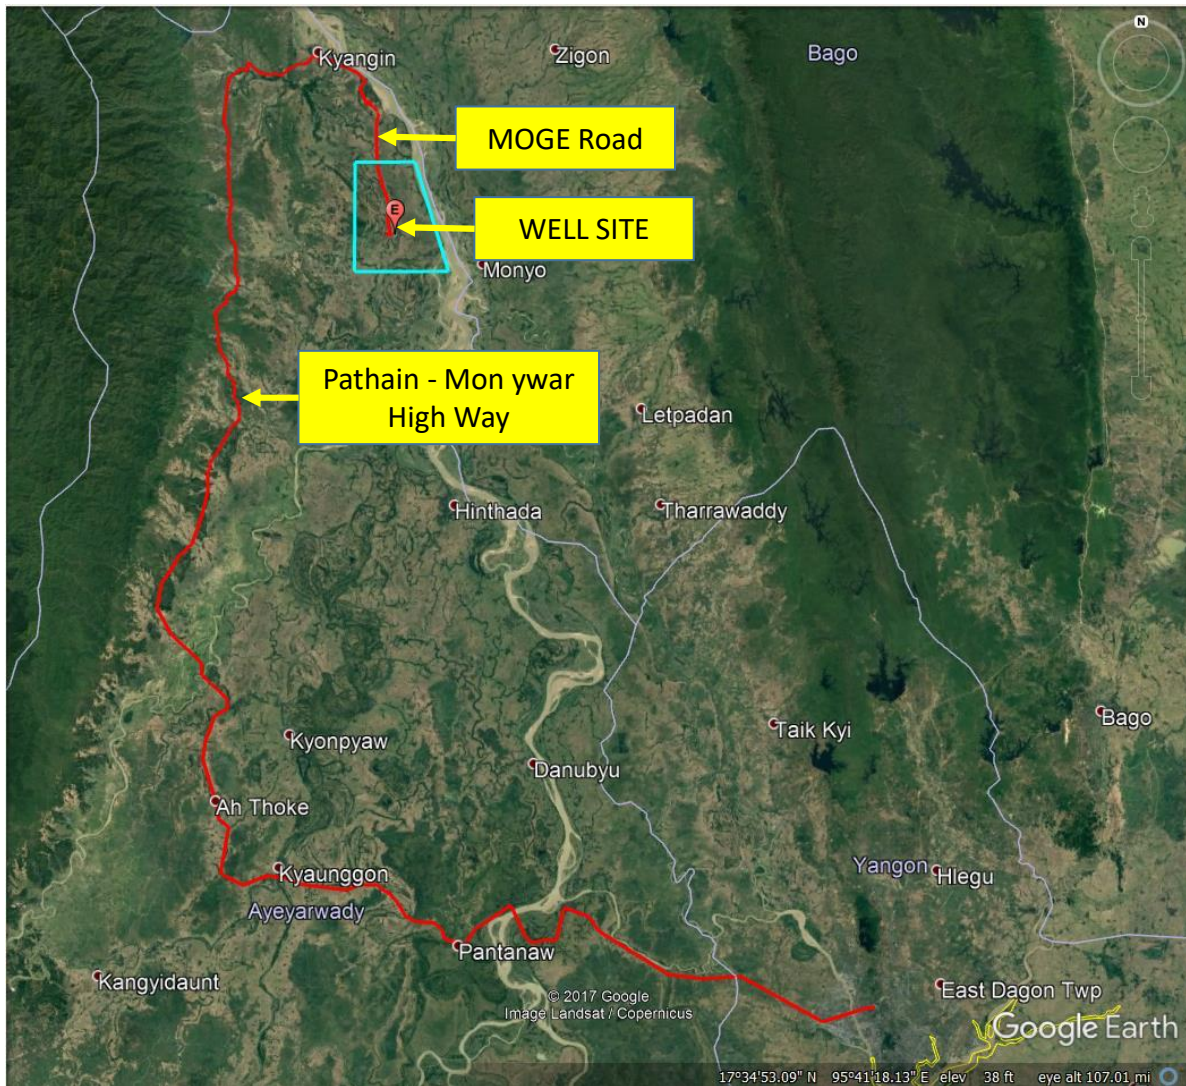 N
Kyangin
Zigon
Bago
MOGE Road
E
WELL SITE
Monyo
Pathain - Mon ywar
High Way
Letpadan
Hinthada
Tharrawaddy
Kyonpyaw
Taik Kyi
Bago
Danubyu
Ah Thoke
Kyaunggon
Yangon
Hlegu
Ayeyarwady
Pantanaw
Kangyidaunt
East Dagon Twp
© 2017 Google
Image Landsat / Copernicus
Google Earth
17°34'53.09" N 95°41'18.13" E elev 38 ft eye alt 107.01 mi